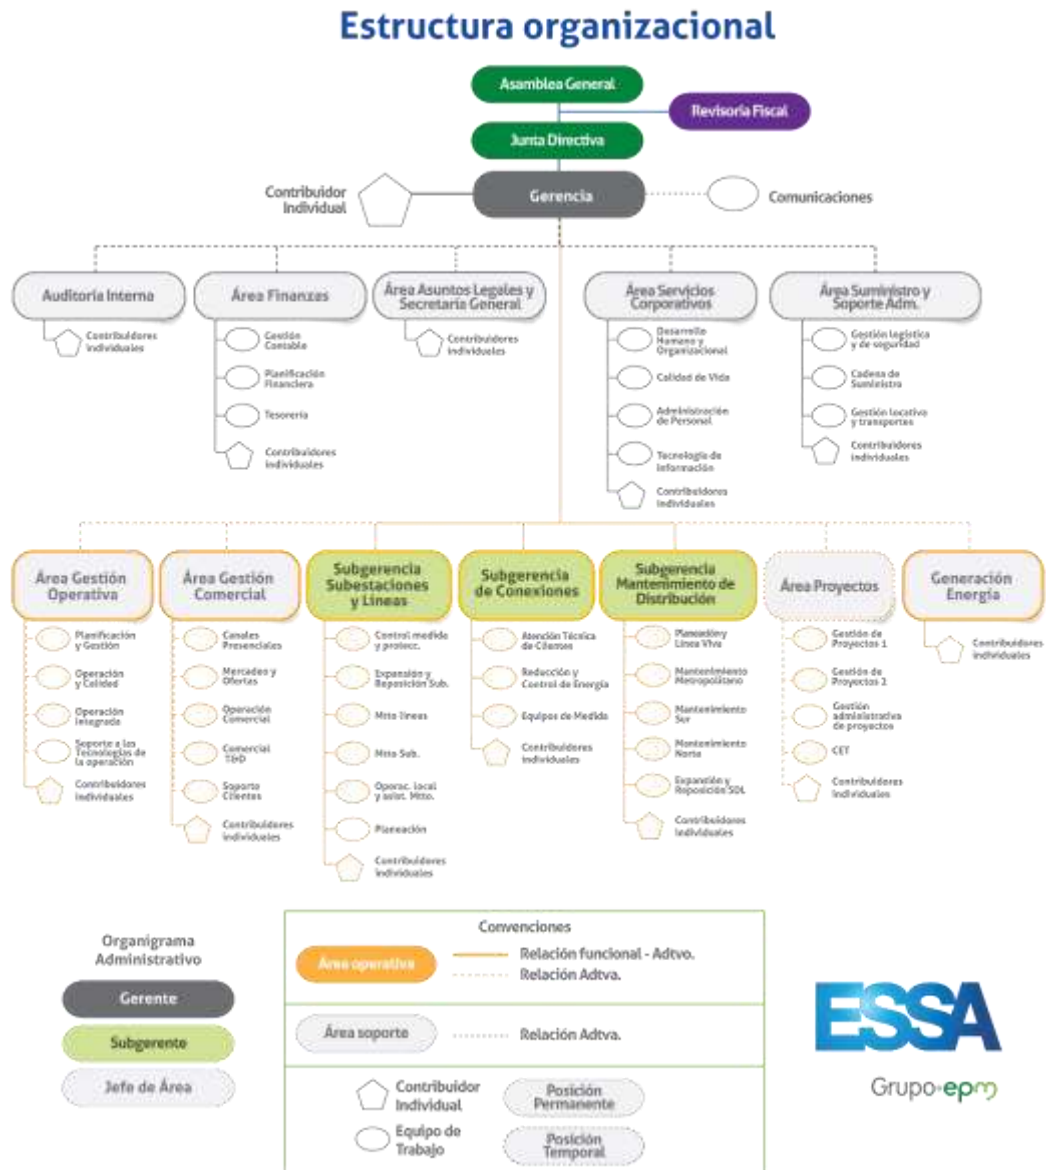 Estructura organizacional
Asamblea General
Revisoría Fiscal
Junta Directiva
Contribuidor
Individual
Gerencia
Comunicaciones
Auditoría Interna
Área Finanzas
Área Asuntos Legales y
Secretaría General
Área Servicios
Corporativos
Área Suministro y
Soporte Adm.
Contribuidores
individuales
Gestión
Contable
Planificación
Financiera
Tesorería
Contribuidores
individuales
Contribuidores
individuales
Desarrollo
Humano y
Organizacional
Calidad de Vida
Administración
de Personal
Tecnología de
Información
Contribuidores
individuales
Gestión logística
y de seguridad
Cadena de
Suministro
Gestión locativa
y transportes
Contribuidores
individuales
Área Gestión
Operativa
Área Gestión
Comercial
Subgerencia
Subestaciones
y Líneas
Subgerencia
de Conexiones
Subgerencia
Mantenimiento de
Distribución
Área Proyectos
Generación
Energía
Planificación
y Gestión
Operación
y Calidad
Operación
Integrada
Soporte a las
Tecnologías de
la operación
Contribuidores
individuales
Canales
Presenciales
Mercadeo y
Ofertas
Operación
Comercial
Comercial
T&D
Soporte
Clientes
Contribuidores
individuales
Control medida
y protecc.
Expansión y
Reposición Sub.
Mtto líneas
Mtto Sub.
Operac. local
y asist. Mtto.
Planeación
Contribuidores
individuales
Atención Técnica
de Clientes
Reducción y
Control de Energía
Equipos de Medida
Contribuidores
individuales
Planeación y
Línea Viva
Mantenimiento
Metropolitano
Mantenimiento
Sur
Mantenimiento
Norte
Expansión y
Reposición SDL
Contribuidores
individuales
Gestión de
Proyectos 1
Gestión de
Proyectos 2
Gestión
administrativa
de proyectos
CET
Contribuidores
individuales
Contribuidores
individuales
Organigrama
Administrativo
Gerente
Subgerente
Jefe de Área
Convenciones
Área operativa
Relación funcional - Adtvo.
Relación Adtva.
Área soporte
Relación Adtva.
Contribuidor
Individual
Equipo de
Trabajo
Posición
Permanente
Posición
Temporal
ESSA
Grupo·epm